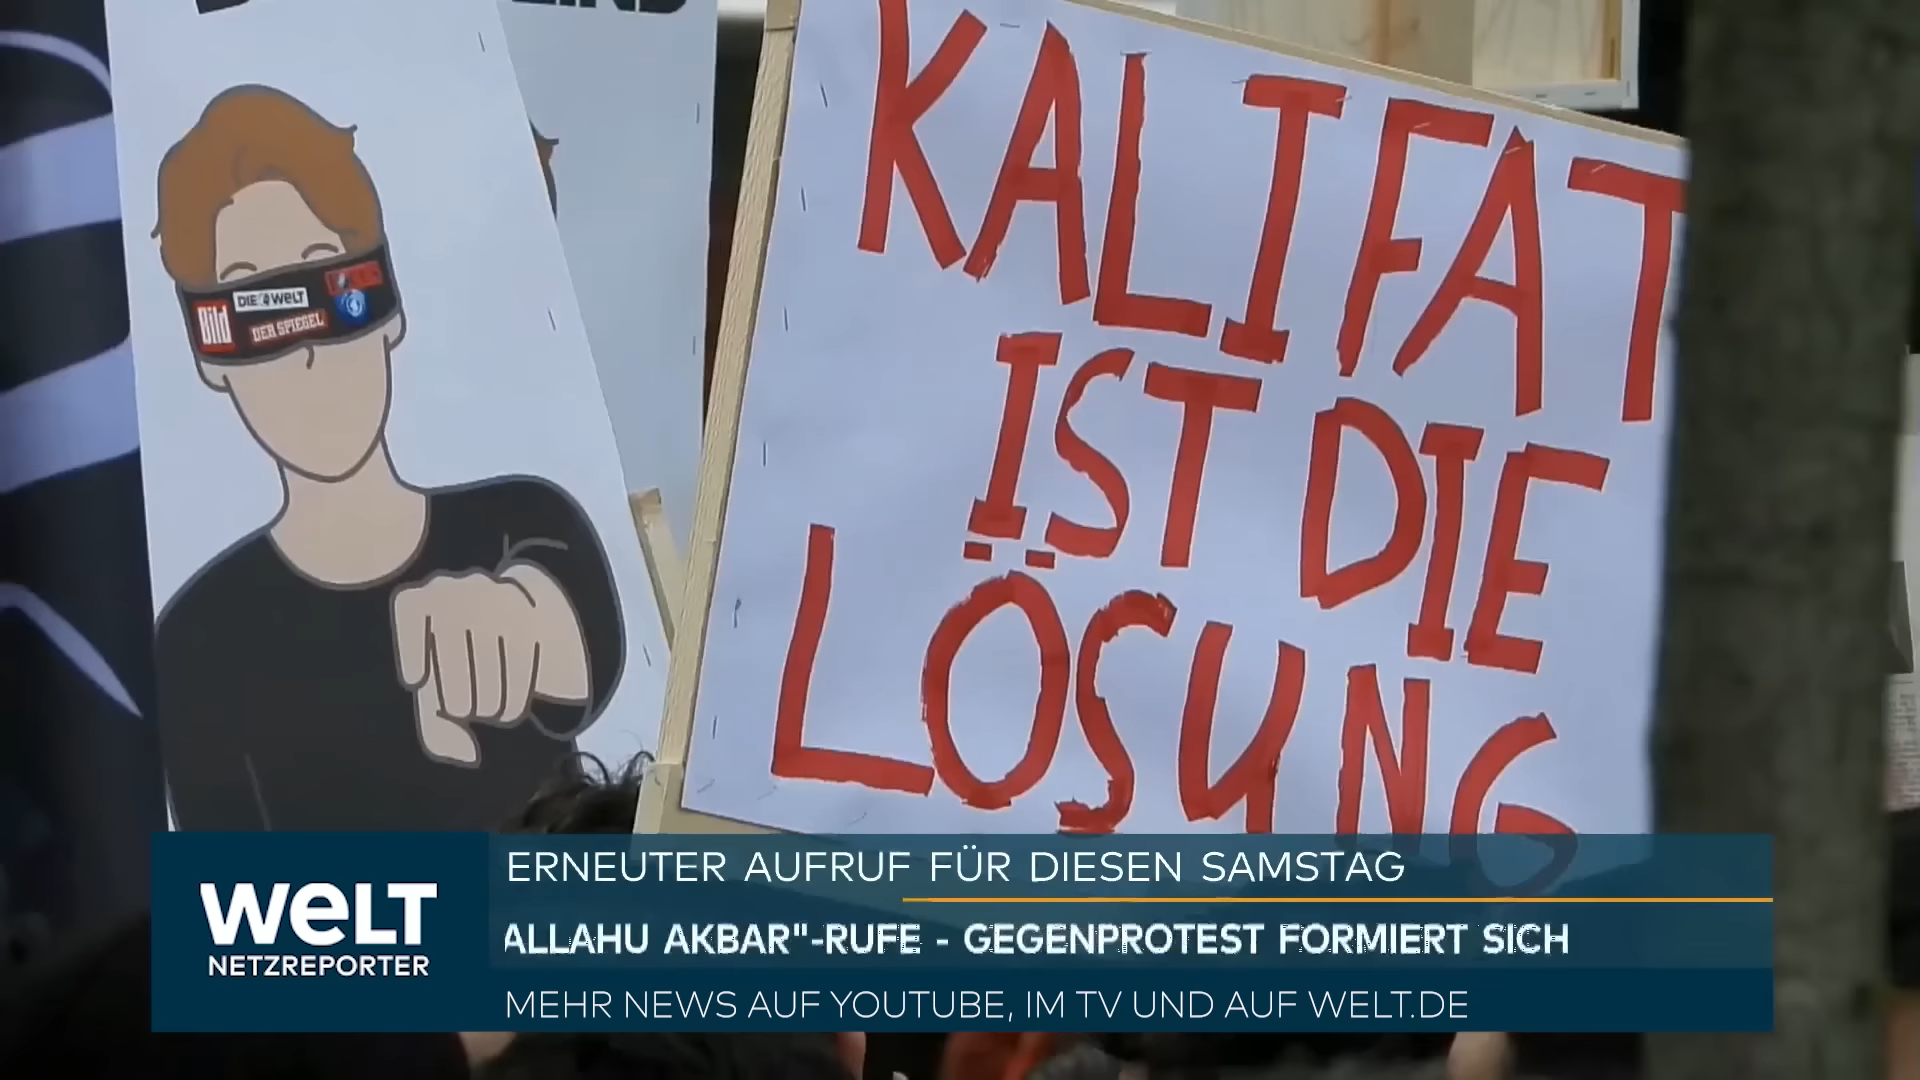 KALIFAT
IST DIE
LÖSUNG
Bild
DIE WELT
DER SPIEGEL
WELT
NETZREPORTER
ERNEUTER AUFRUF FÜR DIESEN SAMSTAG
ALLAHU AKBAR"-RUFE - GEGENPROTEST FORMIERT SICH
MEHR NEWS AUF YOUTUBE, IM TV UND AUF WELT.DE